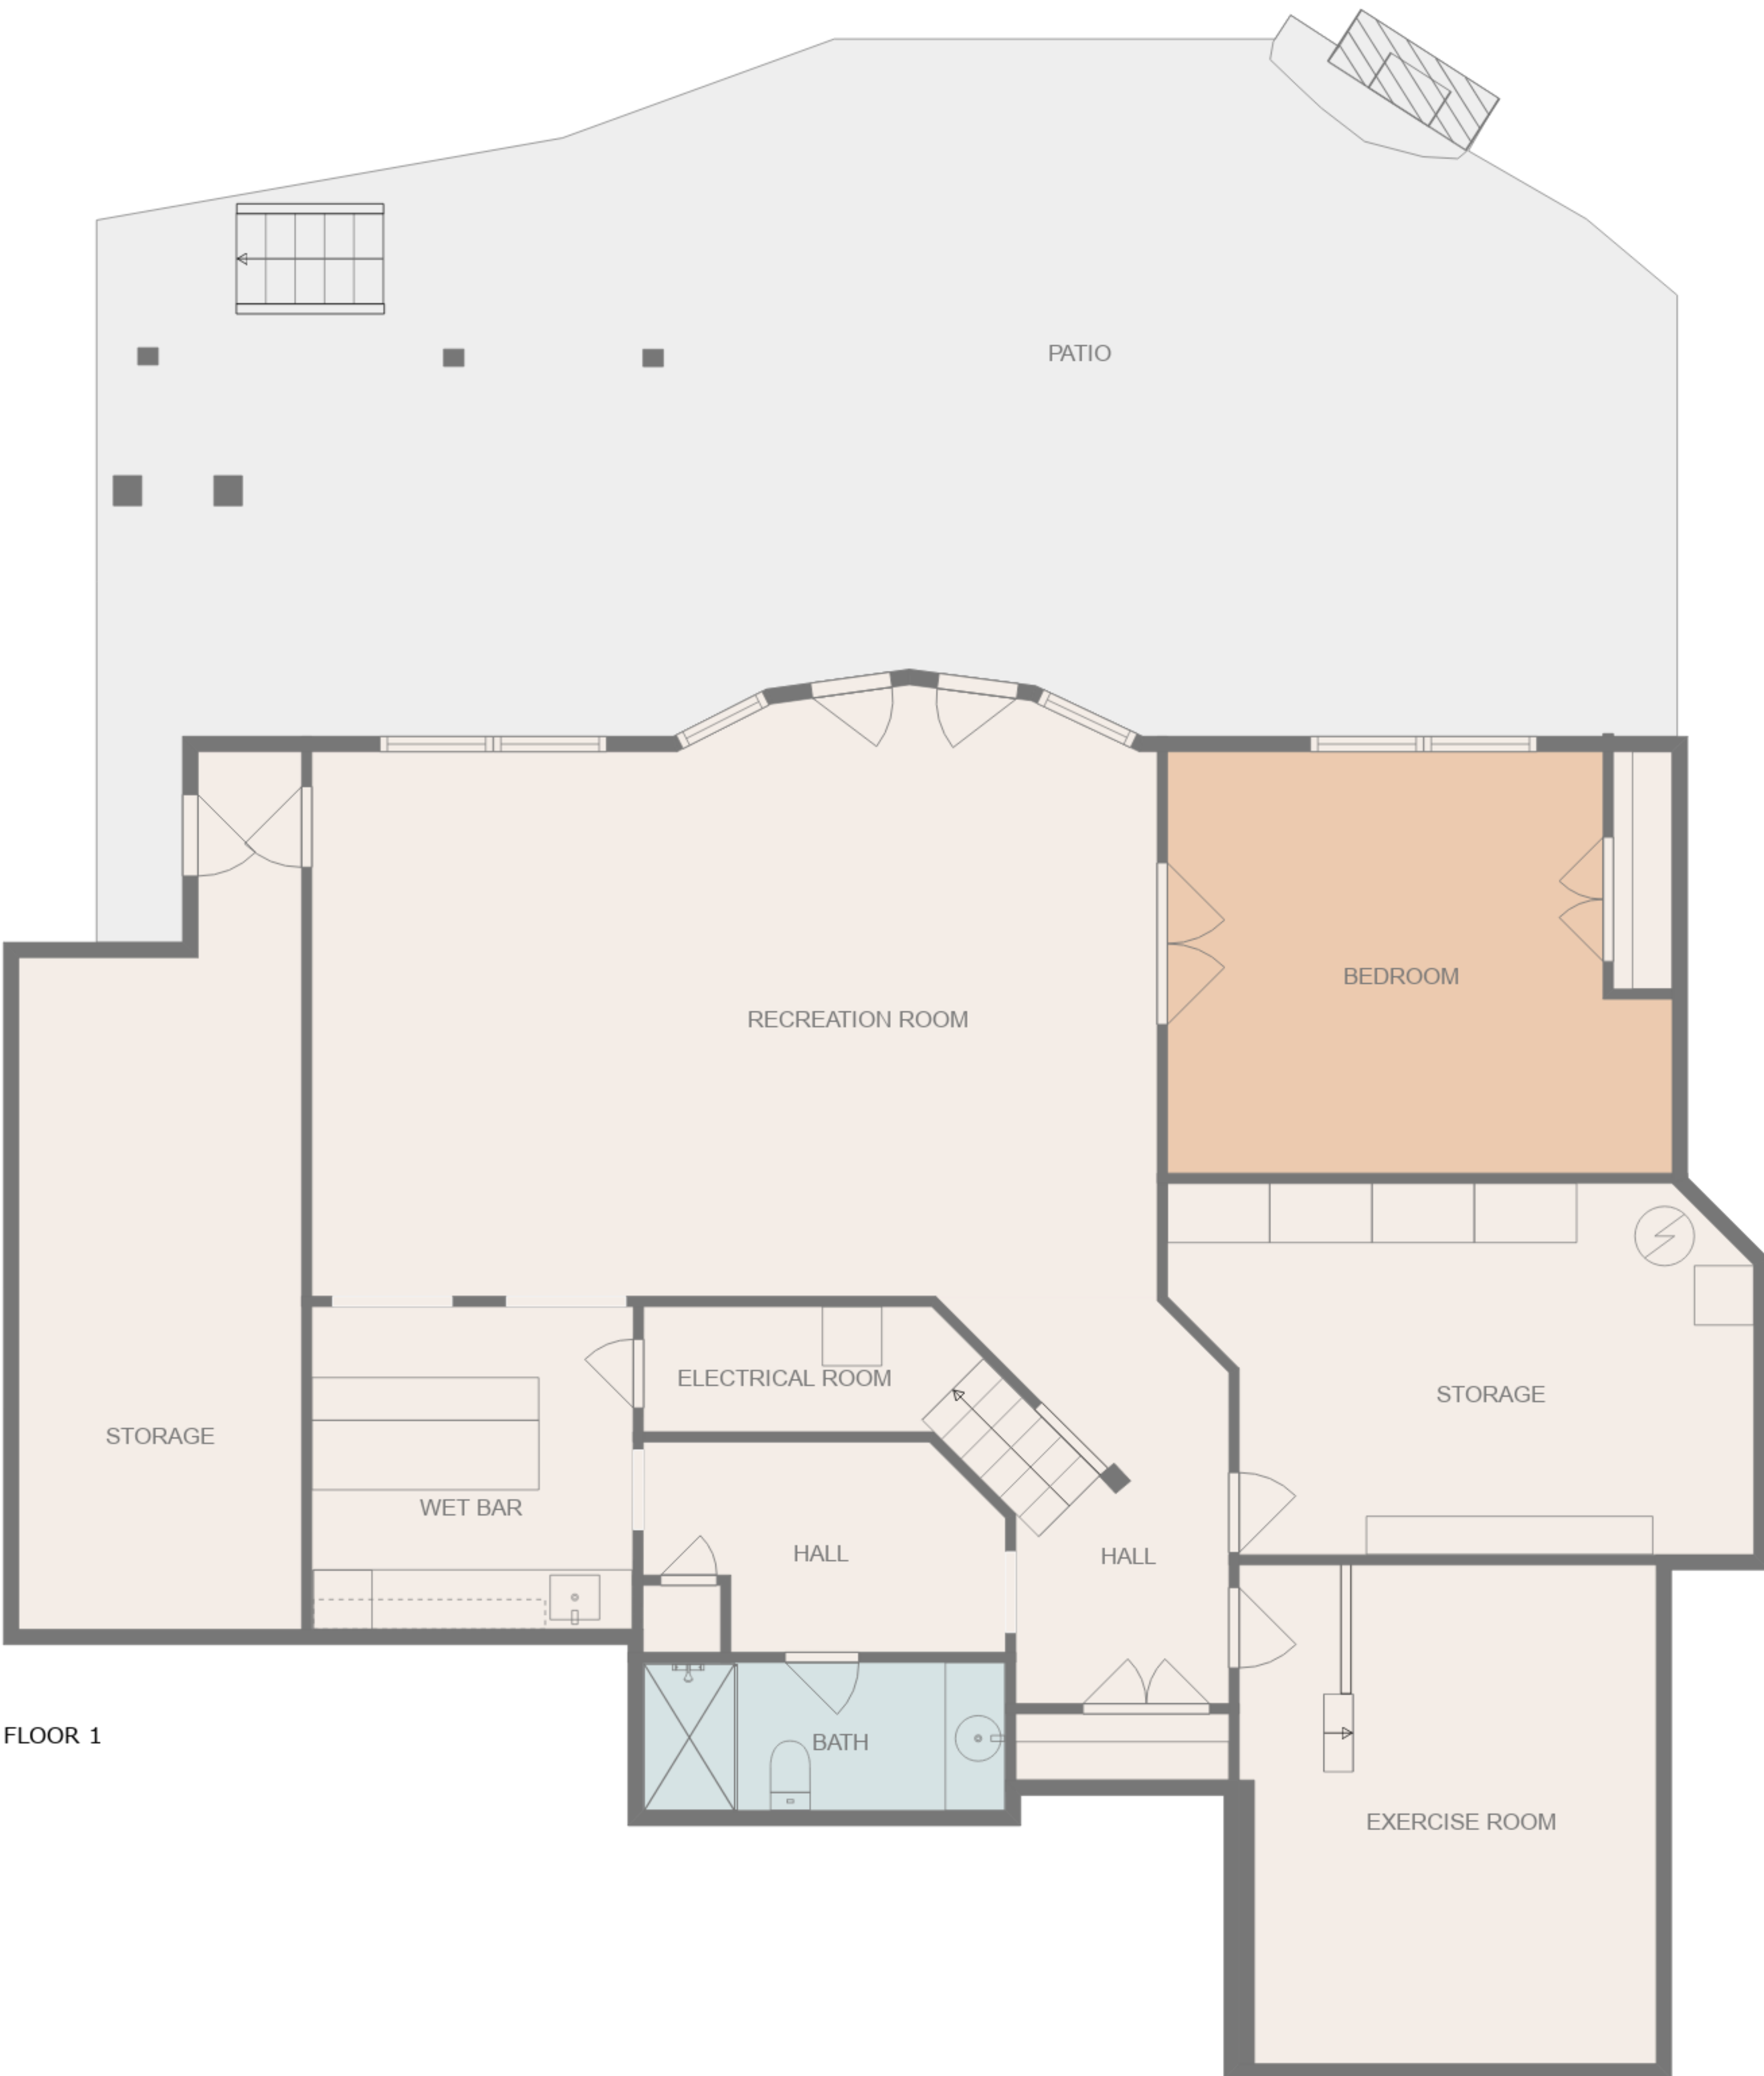 PATIO
BEDROOM
RECREATION ROOM
ELECTRICAL ROOM
STORAGE
STORAGE
WET BAR
HALL
HALL
FLOOR 1
BATH
EXERCISE ROOM